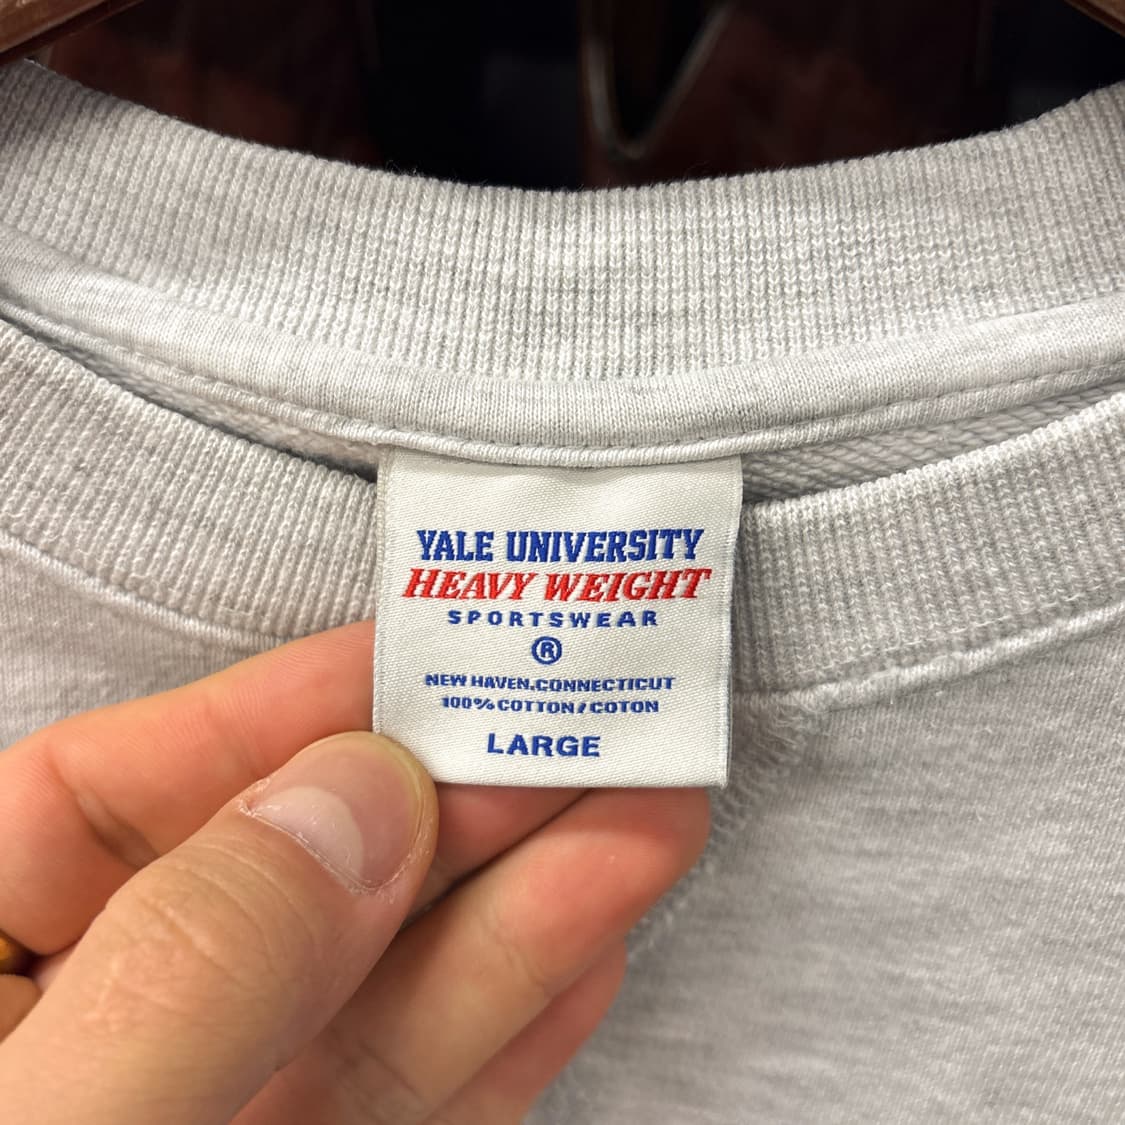 YALE UNIVERSITY
HEAVY WEIGHT
SPORTSWEAR
®
NEW HAVEN.CONNECTICUT
100% COTTON/COTON
LARGE